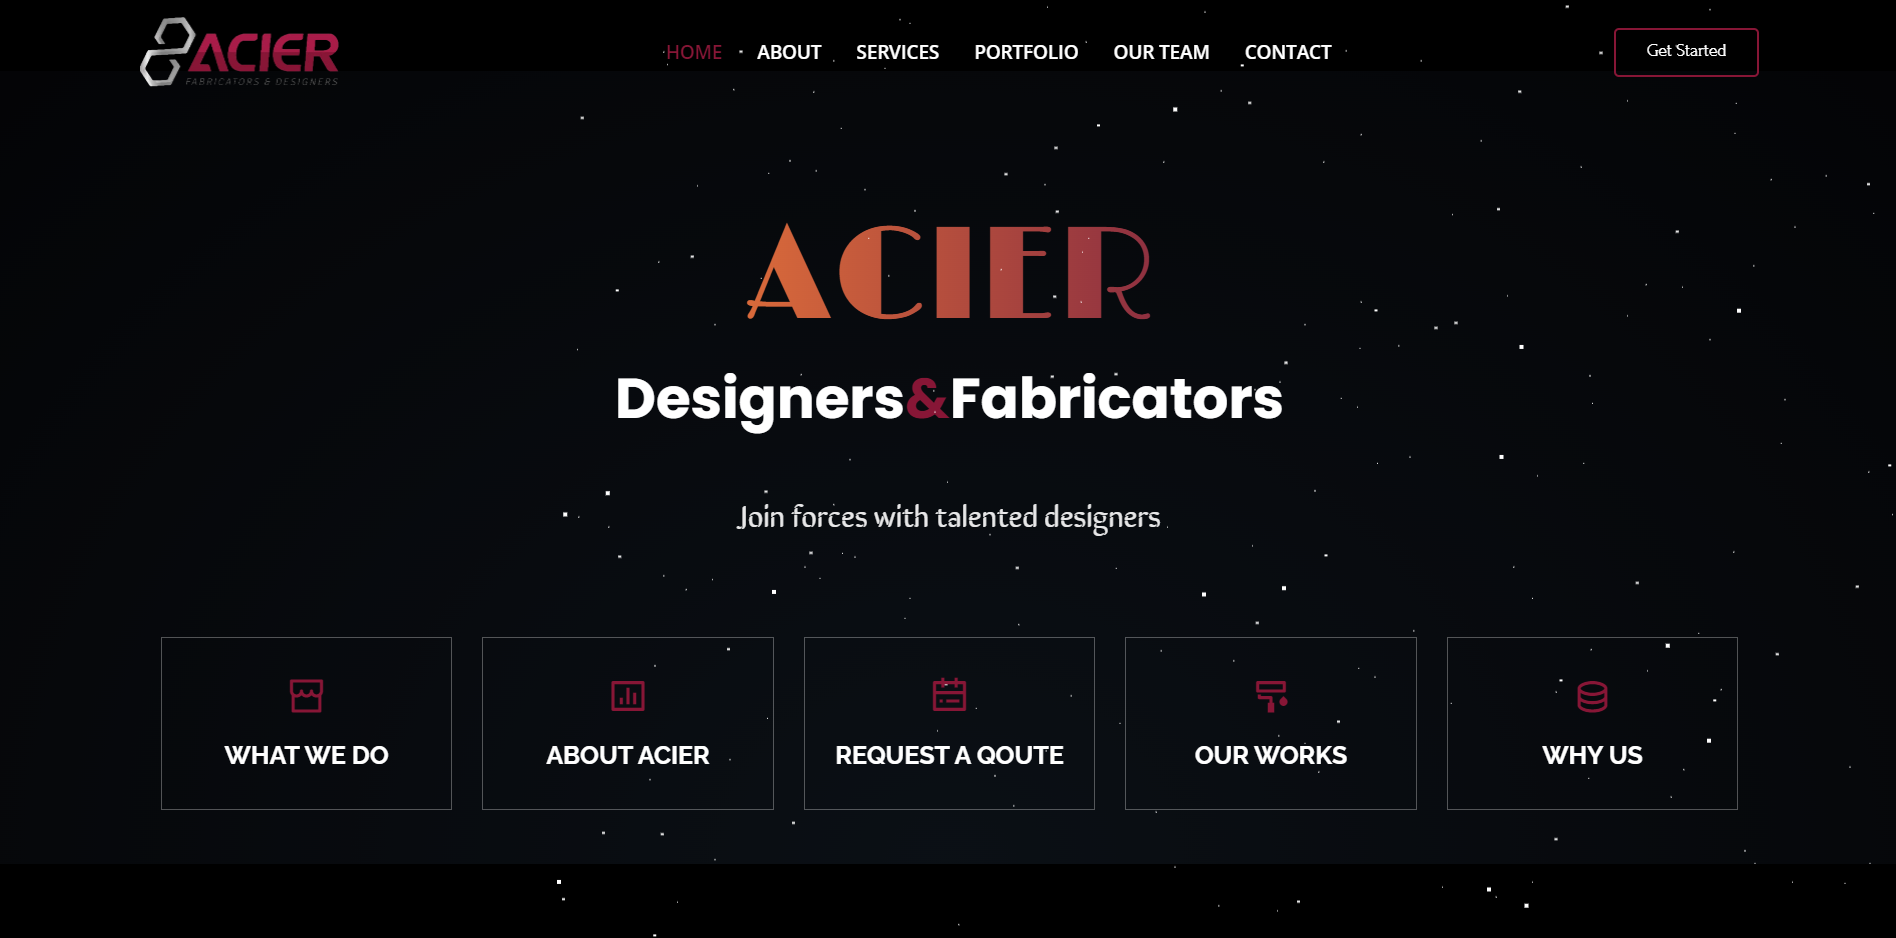 ACIER
FABRICATORS & DESIGNERS
HOME ABOUT SERVICES PORTFOLIO OUR TEAM CONTACT
Get Started
ACIER
Designers&Fabricators
Join forces with talented designers
WHAT WE DO
ABOUT ACIER
REQUEST A QOUTE
OUR WORKS
WHY US